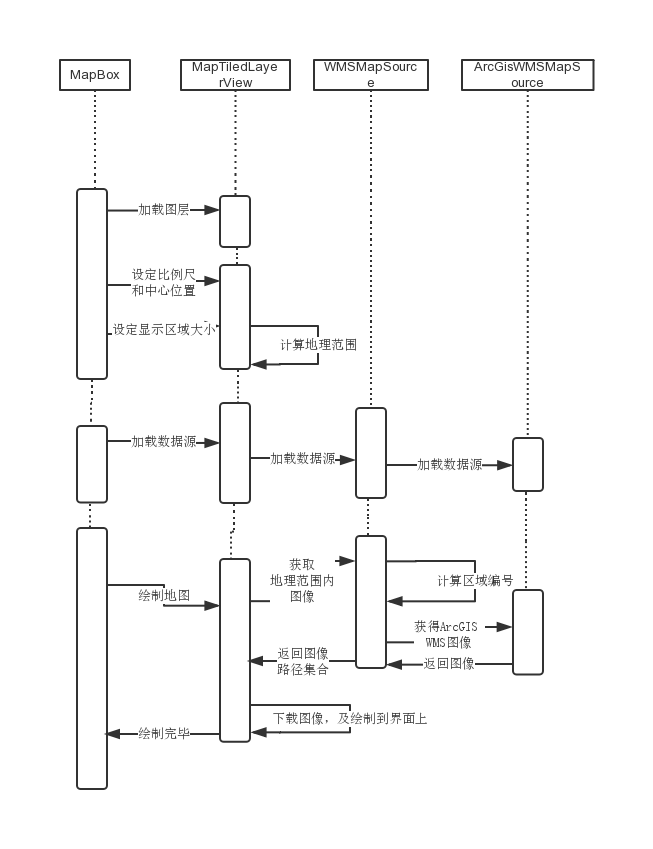 MapBox
MapTiledLaye
rView
WMSMapSourc
e
ArcGisWMSMapS
ource
加载图层
设定比例尺
和中心位置
设定显示区域大小
计算地理范围
加载数据源
加载数据源
加载数据源
获取
地理范围内
图像
计算区域编号
绘制地图
获得ArcGIS
WMS图像
返回图像
路径集合
返回图像
下载图像，及绘制到界面上
绘制完毕